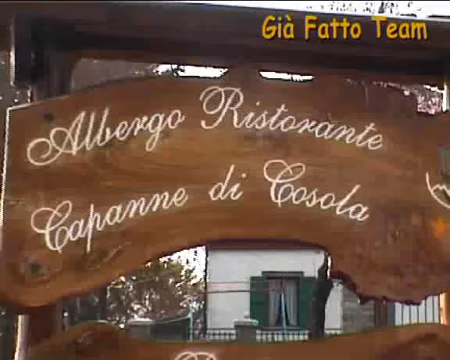 Già Fatto Team
Albergo Ristorante
Capanne di Cosola